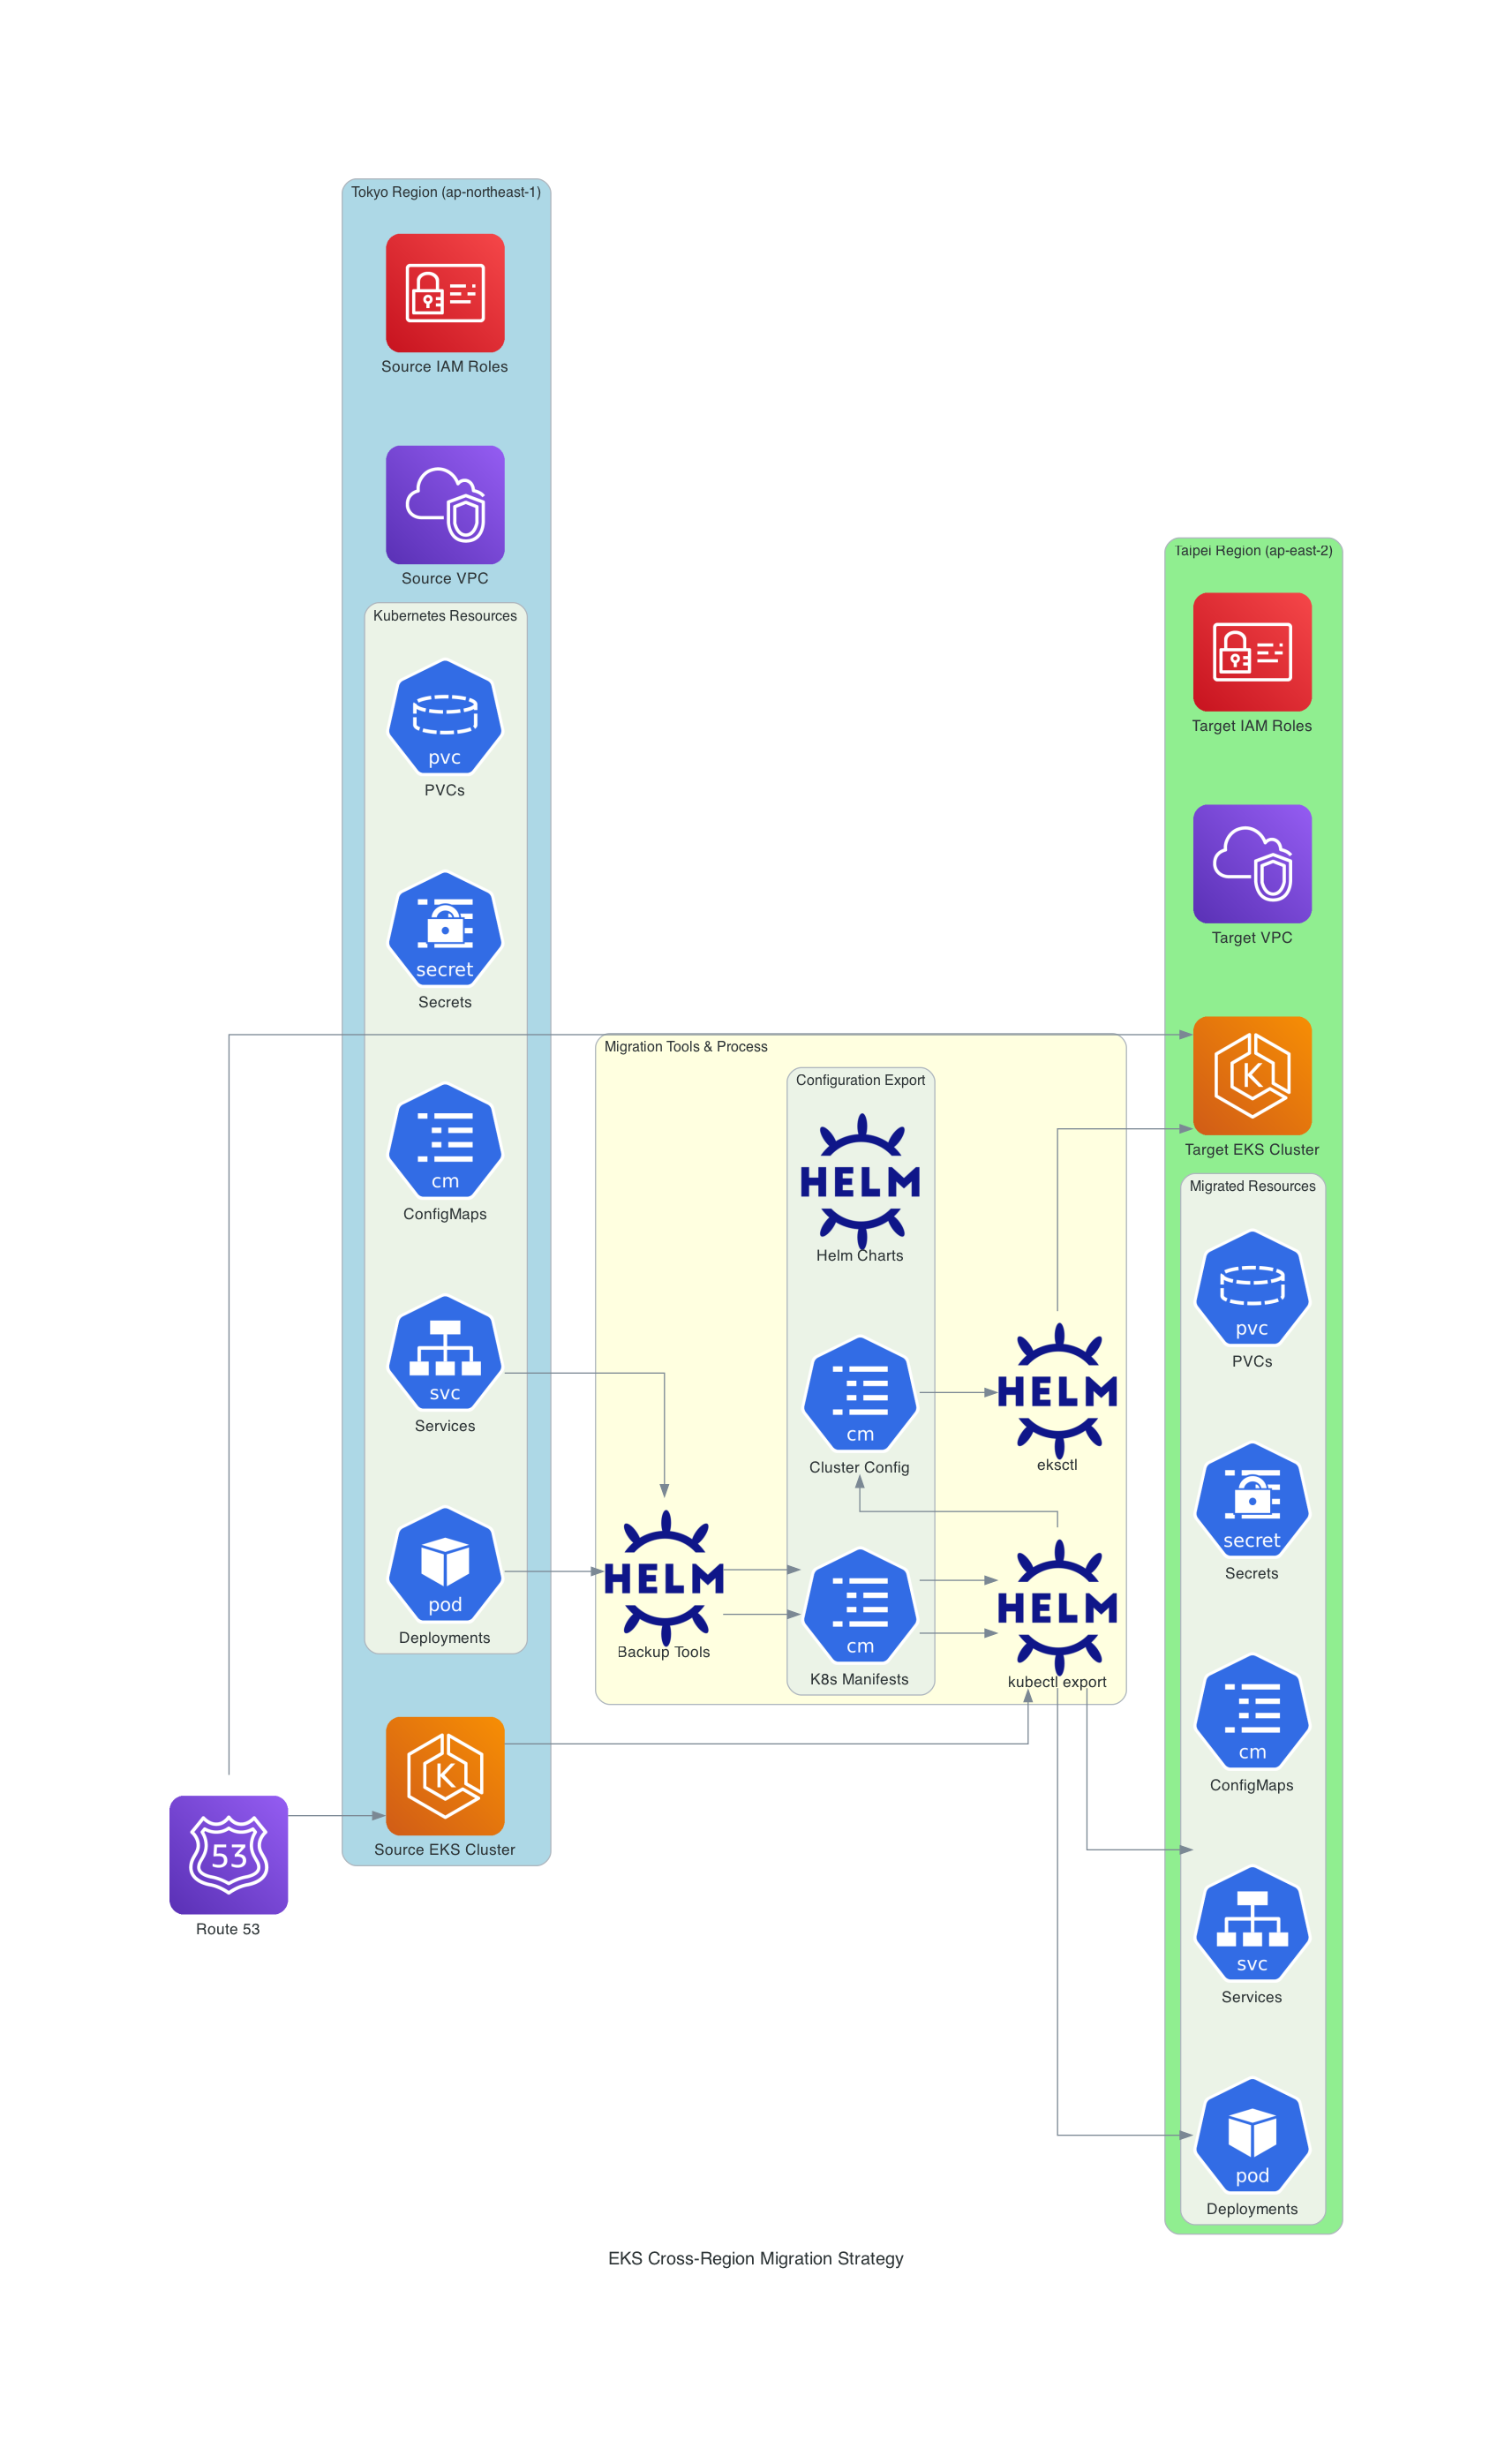 Tokyo Region (ap-northeast-1)
Source IAM Roles
Source VPC
Kubernetes Resources
pvc
PVCs
secret
Secrets
cm
ConfigMaps
svc
Services
pod
Deployments
K
Source EKS Cluster
53
Route 53
Migration Tools & Process
HELM
Backup Tools
Configuration Export
HELM
Helm Charts
cm
Cluster Config
cm
K8s Manifests
HELM
eksctl
HELM
kubectl export
Taipei Region (ap-east-2)
Target IAM Roles
Target VPC
K
Target EKS Cluster
Migrated Resources
pvc
PVCs
secret
Secrets
cm
ConfigMaps
svc
Services
pod
Deployments
EKS Cross-Region Migration Strategy